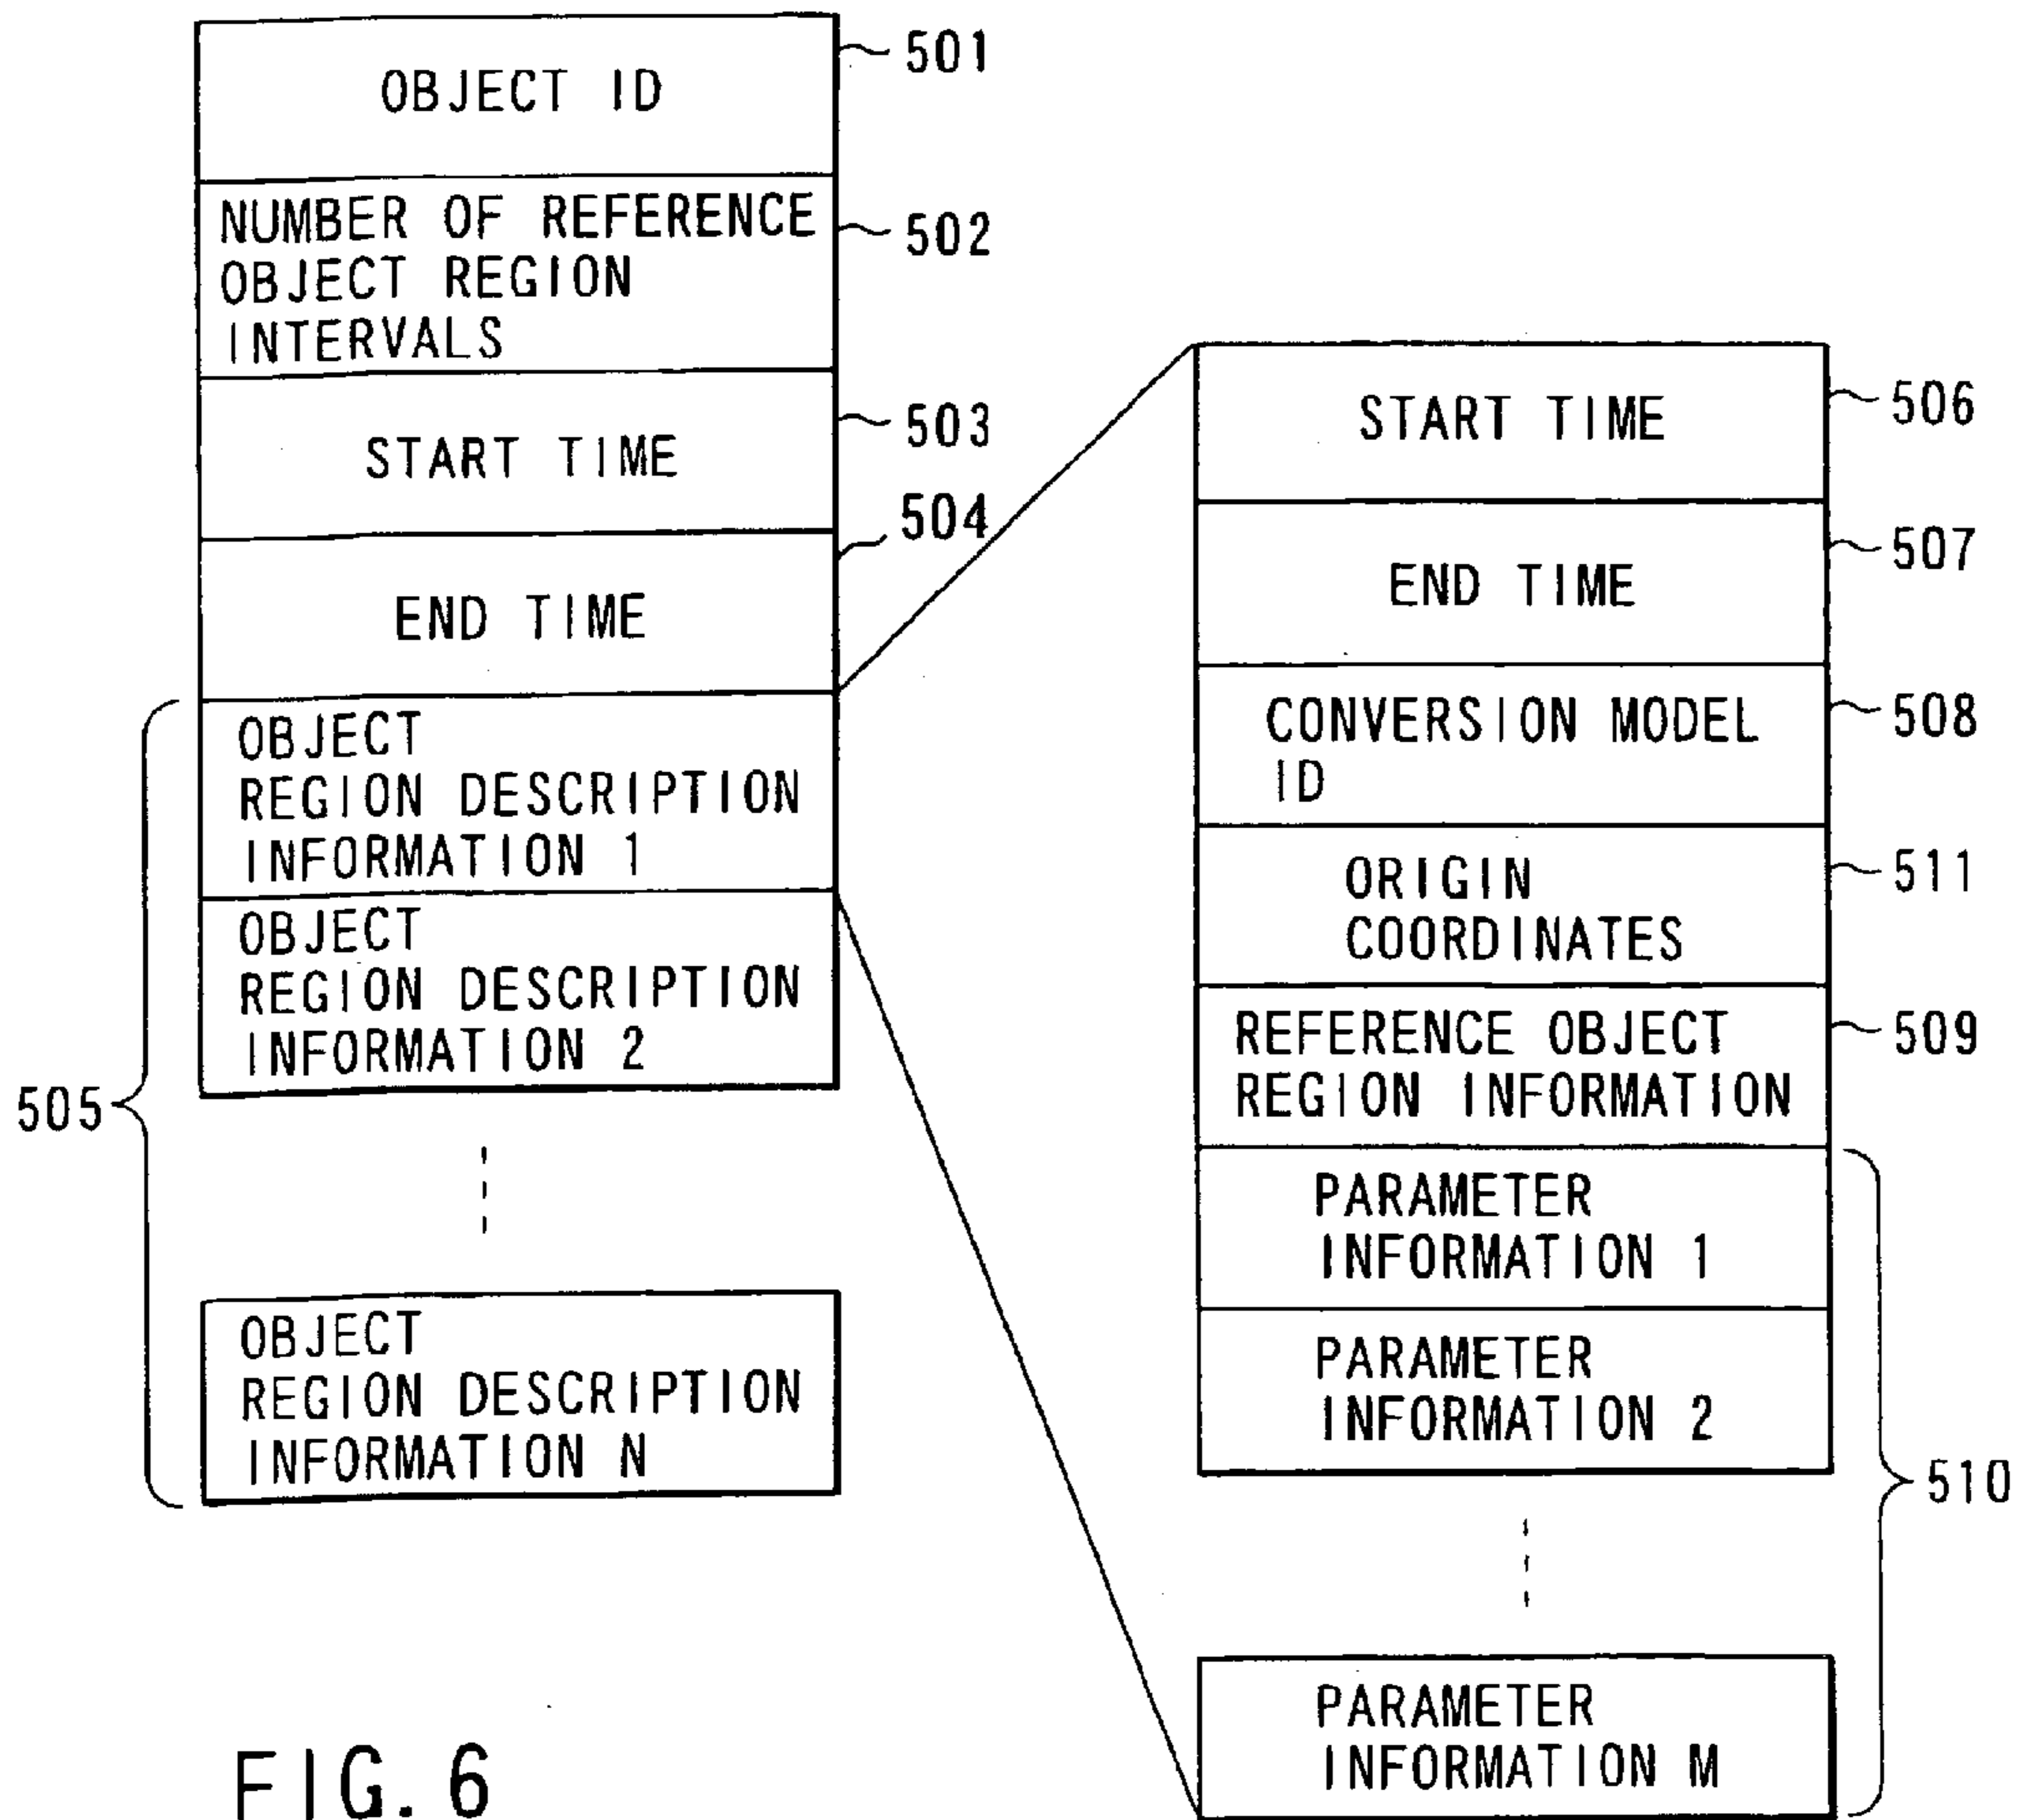 OBJECT ID
501
NUMBER OF REFERENCE
OBJECT REGION
INTERVALS
502
START TIME
503
END TIME
504
OBJECT
REGION DESCRIPTION
INFORMATION 1
OBJECT
REGION DESCRIPTION
INFORMATION 2
505
OBJECT
REGION DESCRIPTION
INFORMATION N
START TIME
506
END TIME
507
CONVERSION MODEL
ID
508
ORIGIN
COORDINATES
511
REFERENCE OBJECT
REGION INFORMATION
509
PARAMETER
INFORMATION 1
PARAMETER
INFORMATION 2
510
PARAMETER
INFORMATION M
FIG. 6